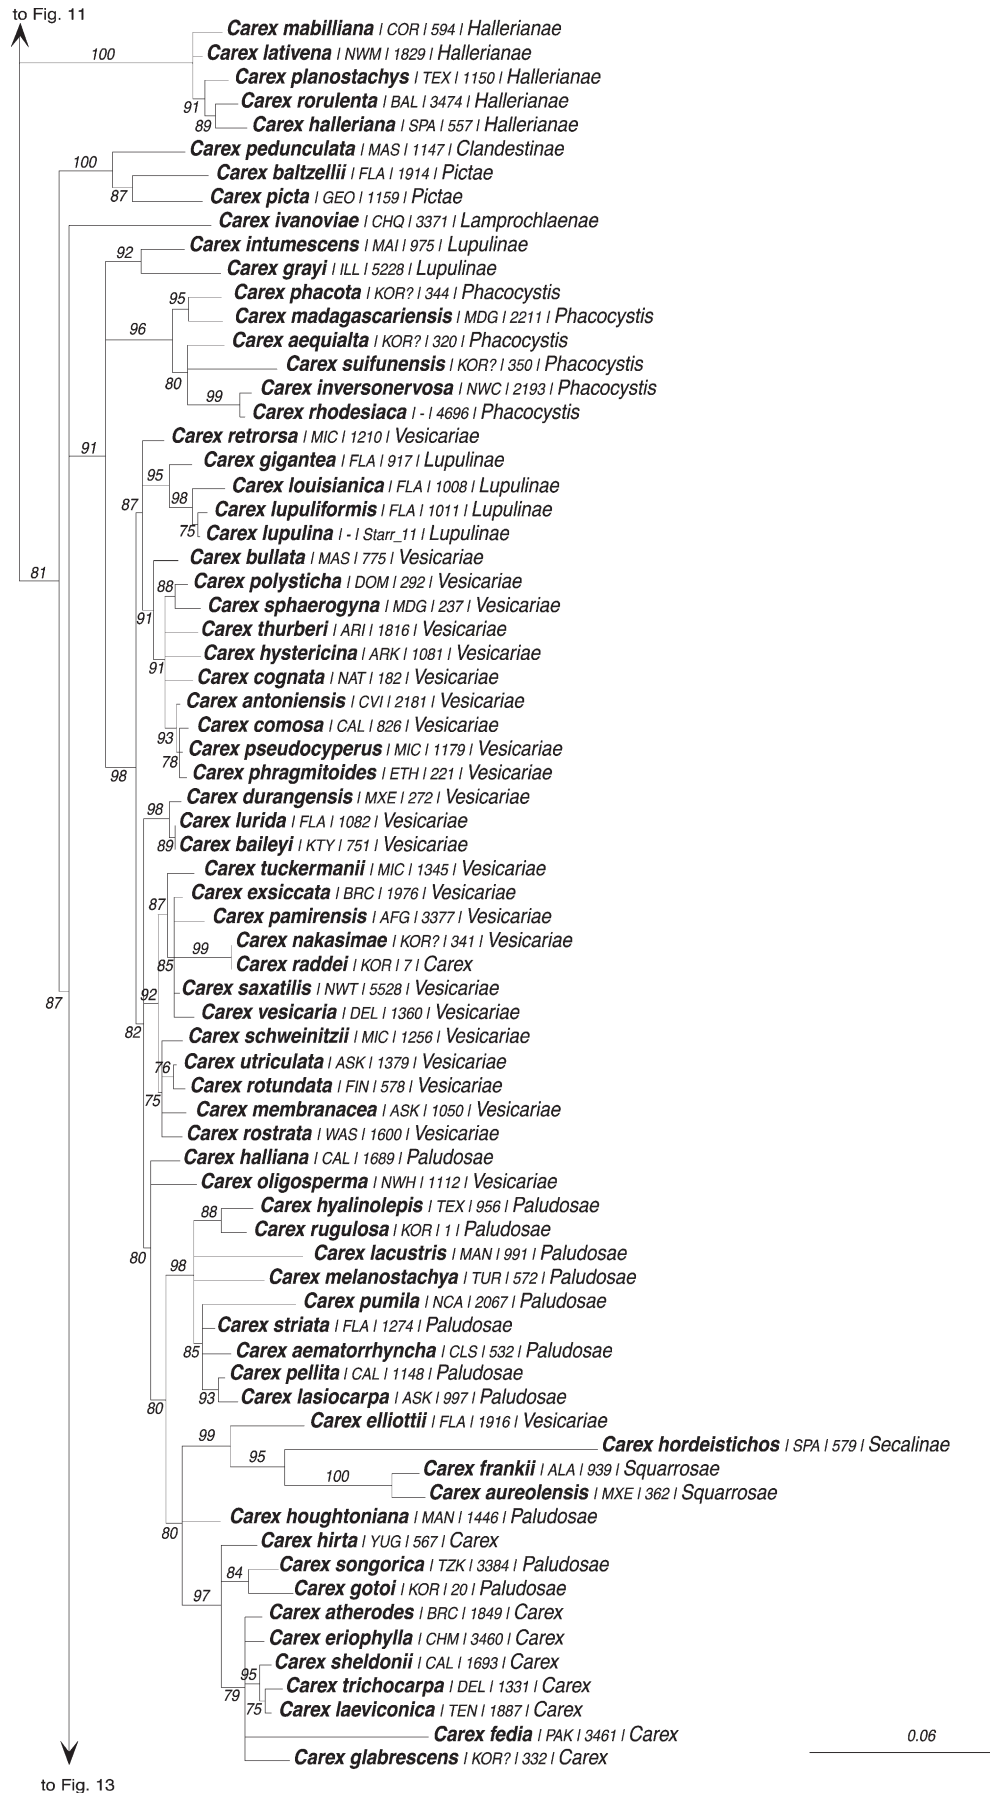 to Fig. 11
Carex mabilliana | COR | 594 | Hallerianae
100
Carex lativena | NWM | 1829 | Hallerianae
Carex planostachys | TEX | 1150 | Hallerianae
91
Carex rorulenta | BAL | 3474 | Hallerianae
89
Carex halleriana | SPA | 557 | Hallerianae
Carex pedunculata | MAS | 1147 | Clandestinae
100
Carex baltzellii | FLA | 1914 | Pictae
87
Carex picta | GEO | 1159 | Pictae
Carex ivanoviae | CHQ | 3371 | Lamprochlaenae
Carex intumescens | MAI | 975 | Lupulinae
92
Carex grayi | ILL | 5228 | Lupulinae
Carex phacota | KOR? | 344 | Phacocystis
95
Carex madagascariensis | MDG | 2211 | Phacocystis
96
Carex aequialta | KOR? | 320 | Phacocystis
Carex suifunensis | KOR? | 350 | Phacocystis
80
Carex inversonervosa | NWC | 2193 | Phacocystis
99
Carex rhodesiaca | - | 4696 | Phacocystis
Carex retrorsa | MIC | 1210 | Vesicariae
91
Carex gigantea | FLA | 917 | Lupulinae
95
Carex louisianica | FLA | 1008 | Lupulinae
98
87
Carex lupuliformis | FLA | 1011 | Lupulinae
75
Carex lupulina | - | Starr_11 | Lupulinae
Carex bullata | MAS | 775 | Vesicariae
81
Carex polysticha | DOM | 292 | Vesicariae
88
Carex sphaerogyna | MDG | 237 | Vesicariae
91
Carex thurberi | ARI | 1816 | Vesicariae
Carex hystericina | ARK | 1081 | Vesicariae
91
Carex cognata | NAT | 182 | Vesicariae
Carex antoniensis | CVI | 2181 | Vesicariae
Carex comosa | CAL | 826 | Vesicariae
93
Carex pseudocyperus | MIC | 1179 | Vesicariae
78
Carex phragmitoides | ETH | 221 | Vesicariae
98
Carex durangensis | MXE | 272 | Vesicariae
98
Carex lurida | FLA | 1082 | Vesicariae
89
Carex baileyi | KTY | 751 | Vesicariae
Carex tuckermanii | MIC | 1345 | Vesicariae
Carex exsiccata | BRC | 1976 | Vesicariae
87
Carex pamirensis | AFG | 3377 | Vesicariae
Carex nakasimae | KOR? | 341 | Vesicariae
99
85
Carex raddei | KOR | 7 | Carex
Carex saxatilis | NWT | 5528 | Vesicariae
92
87
Carex vesicaria | DEL | 1360 | Vesicariae
82
Carex schweinitzii | MIC | 1256 | Vesicariae
Carex utriculata | ASK | 1379 | Vesicariae
76
Carex rotundata | FIN | 578 | Vesicariae
75
Carex membranacea | ASK | 1050 | Vesicariae
Carex rostrata | WAS | 1600 | Vesicariae
Carex halliana | CAL | 1689 | Paludosae
Carex oligosperma | NWH | 1112 | Vesicariae
Carex hyalinolepis | TEX | 956 | Paludosae
88
Carex rugulosa | KOR | 1 | Paludosae
80
Carex lacustris | MAN | 991 | Paludosae
98
Carex melanostachya | TUR | 572 | Paludosae
Carex pumila | NCA | 2067 | Paludosae
Carex striata | FLA | 1274 | Paludosae
85
Carex aematorrhyncha | CLS | 532 | Paludosae
Carex pellita | CAL | 1148 | Paludosae
93
Carex lasiocarpa | ASK | 997 | Paludosae
80
Carex elliottii | FLA | 1916 | Vesicariae
99
Carex hordeistichos | SPA | 579 | Secalinae
95
Carex frankii | ALA | 939 | Squarrosae
100
Carex aureolensis | MXE | 362 | Squarrosae
Carex houghtoniana | MAN | 1446 | Paludosae
80
Carex hirta | YUG | 567 | Carex
Carex songorica | TZK | 3384 | Paludosae
84
Carex gotoi | KOR | 20 | Paludosae
97
Carex atherodes | BRC | 1849 | Carex
Carex eriophylla | CHM | 3460 | Carex
Carex sheldonii | CAL | 1693 | Carex
95
Carex trichocarpa | DEL | 1331 | Carex
79
75
Carex laeviconica | TEN | 1887 | Carex
Carex fedia | PAK | 3461 | Carex
0.06
Carex glabrescens | KOR? | 332 | Carex
to Fig. 13